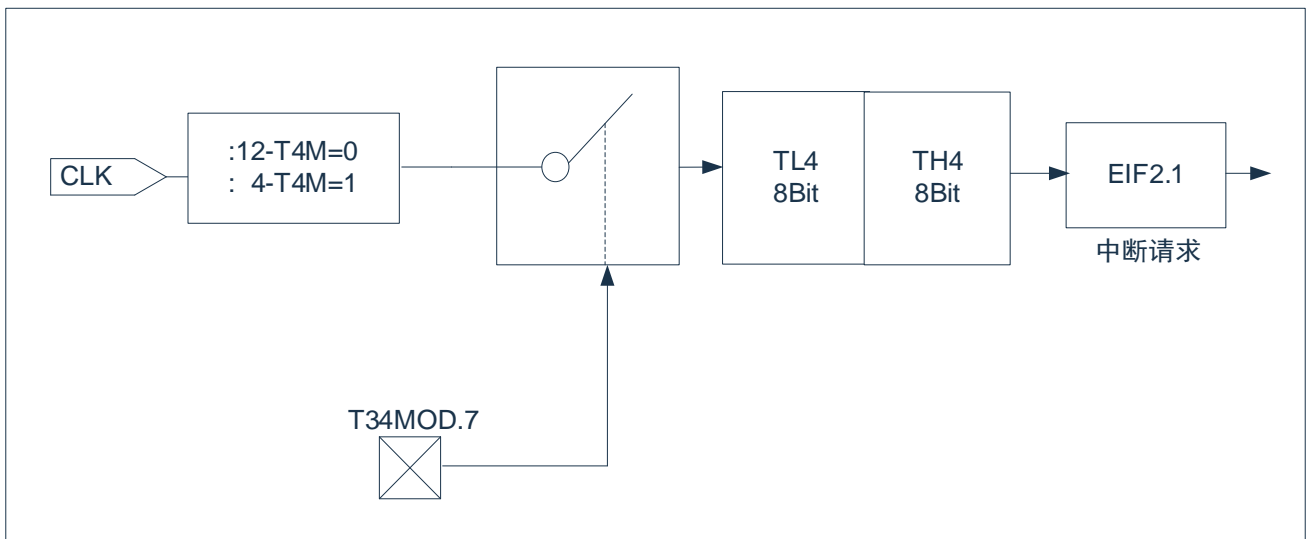 CLK
:12-T4M=0
: 4-T4M=1
TL4
8Bit
TH4
8Bit
EIF2.1
中断请求
T34MOD.7